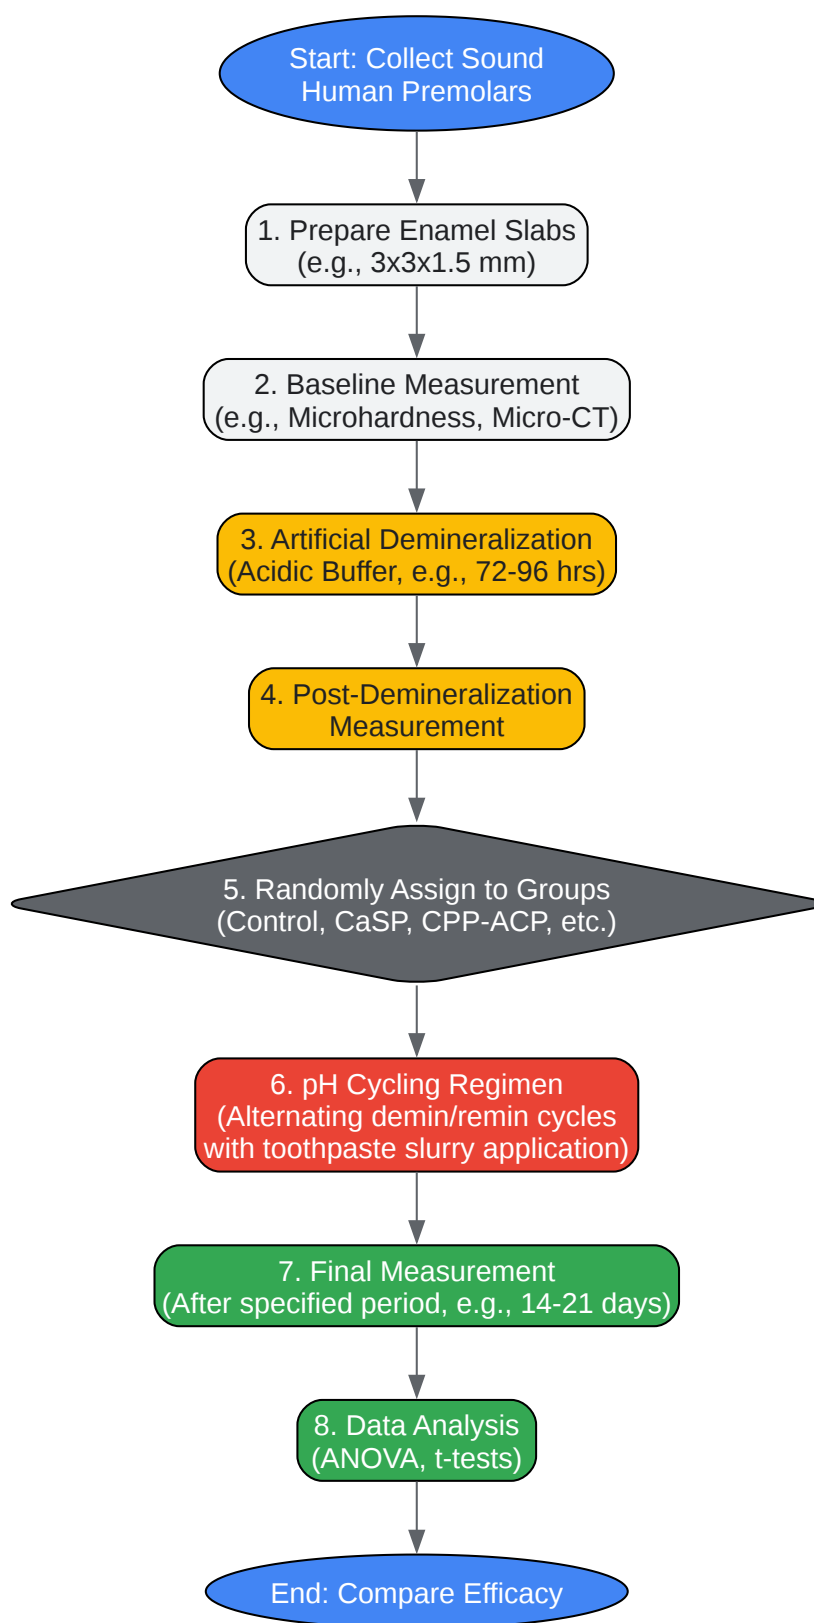 Start: Collect Sound
Human Premolars
1. Prepare Enamel Slabs
(e.g., 3x3x1.5 mm)
2. Baseline Measurement
(e.g., Microhardness, Micro-CT)
3. Artificial Demineralization
(Acidic Buffer, e.g., 72-96 hrs)
4. Post-Demineralization
Measurement
5. Randomly Assign to Groups
(Control, CaSP, CPP-ACP, etc.)
6. pH Cycling Regimen
(Alternating demin/remin cycles
with toothpaste slurry application)
7. Final Measurement
(After specified period, e.g., 14-21 days)
8. Data Analysis
(ANOVA, t-tests)
End: Compare Efficacy